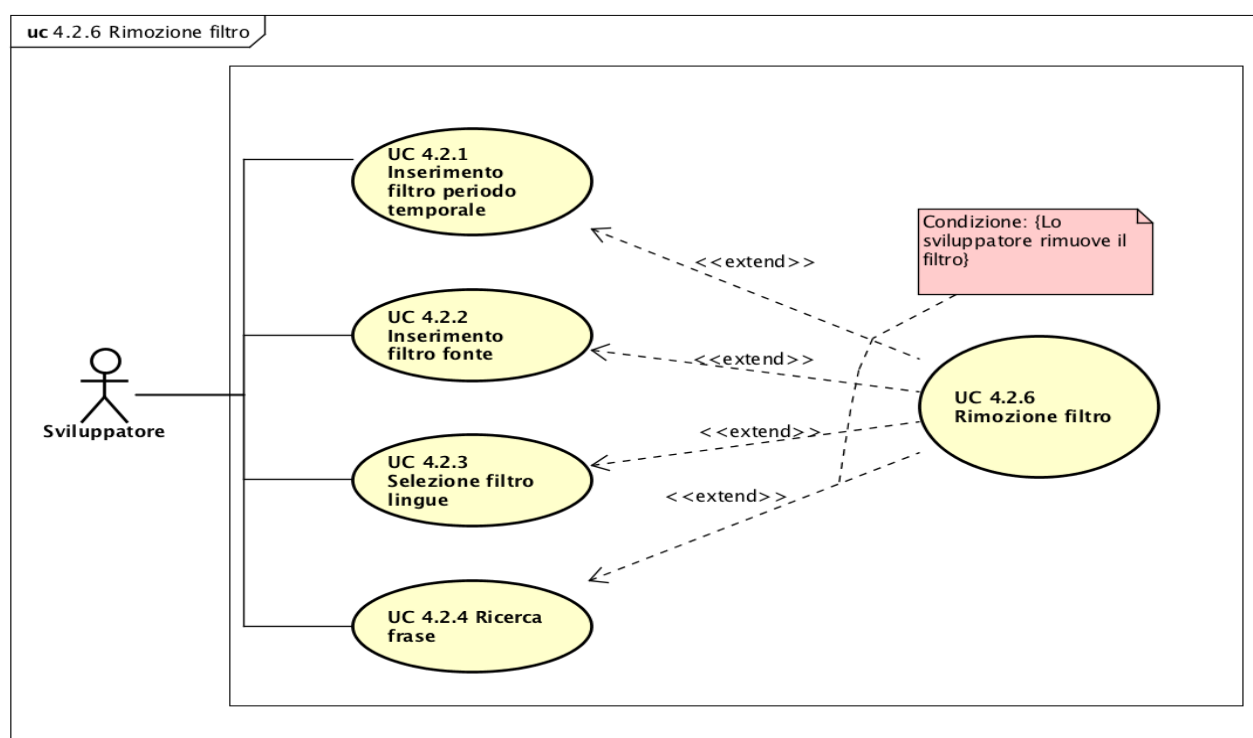 uc 4.2.6 Rimozione filtro
UC 4.2.1
Inserimento
filtro periodo
temporale
Condizione: {Lo
sviluppatore rimuove il
filtro}
<<extend>>
UC 4.2.2
Inserimento
filtro fonte
<<extend>>
UC 4.2.6
Rimozione filtro
Sviluppatore
<<extend>>
UC 4.2.3
Selezione filtro
lingue
<<extend>>
UC 4.2.4 Ricerca
frase